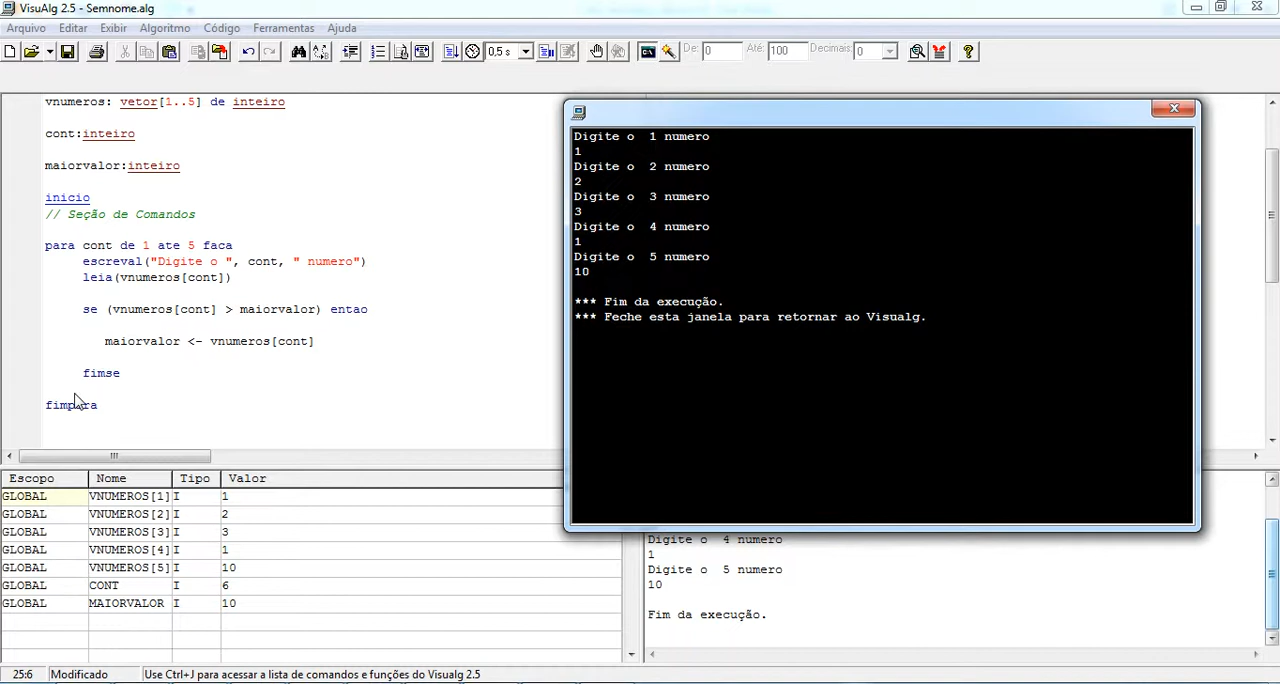 VisuAlg 2.5 - Semnome.alg
Arquivo Editar Exibir Algoritmo Código Ferramentas Ajuda
0,5 s De: 0 Até: 100 Decimais: 0
vnumeros: vetor[1..5] de inteiro
cont:inteiro
maiorvalor:inteiro
inicio
// Seção de Comandos
para cont de 1 ate 5 faca
escreval("Digite o ", cont, " numero")
leia(vnumeros[cont])
se (vnumeros[cont] > maiorvalor) entao
maiorvalor <- vnumeros[cont]
fimse
fimpara
Digite o  1 numero
1
Digite o  2 numero
2
Digite o  3 numero
3
Digite o  4 numero
1
Digite o  5 numero
10
*** Fim da execução.
*** Feche esta janela para retornar ao Visualg.
Escopo Nome Tipo Valor
GLOBAL VNUMEROS[1] I 1
GLOBAL VNUMEROS[2] I 2
GLOBAL VNUMEROS[3] I 3
GLOBAL VNUMEROS[4] I 1
GLOBAL VNUMEROS[5] I 10
GLOBAL CONT I 6
GLOBAL MAIORVALOR I 10
Digite o  4 numero
1
Digite o  5 numero
10
Fim da execução.
25:6 Modificado Use Ctrl+J para acessar a lista de comandos e funções do Visualg 2.5